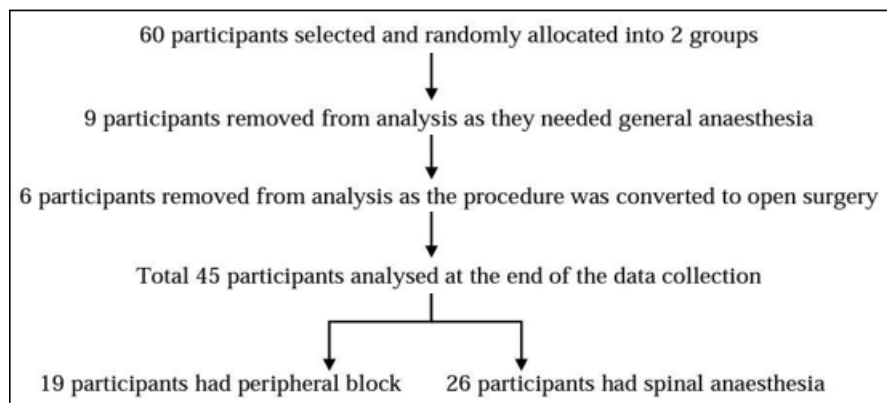 60 participants selected and randomly allocated into 2 groups
9 participants removed from analysis as they needed general anaesthesia
6 participants removed from analysis as the procedure was converted to open surgery
Total 45 participants analysed at the end of the data collection
19 participants had peripheral block
26 participants had spinal anaesthesia